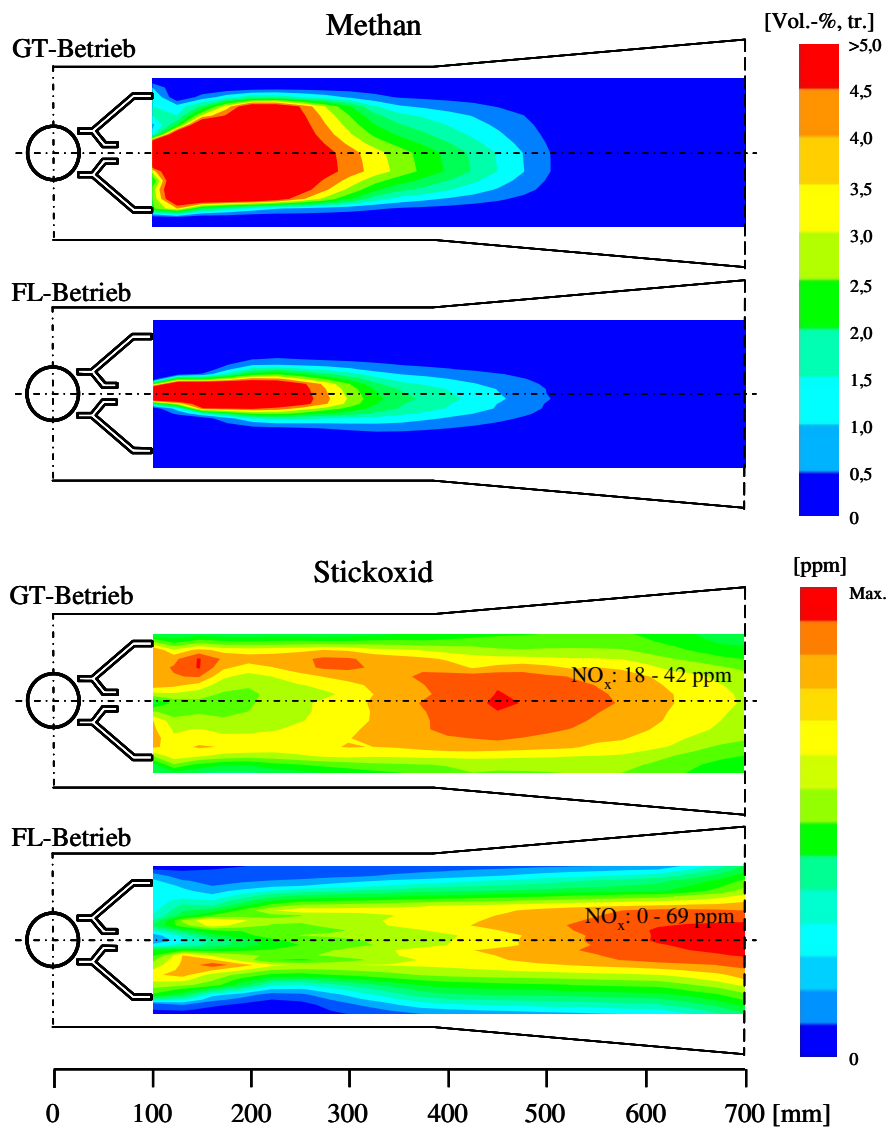 Methan
[Vol.-%, tr.]
GT-Betrieb
>5,0
4,5
4,0
3,5
3,0
FL-Betrieb
2,5
2,0
1,5
1,0
0,5
0
Stickoxid
[ppm]
GT-Betrieb
Max.
NOx: 18 - 42 ppm
FL-Betrieb
NOx: 0 - 69 ppm
0
0 100 200 300 400 500 600 700 [mm]